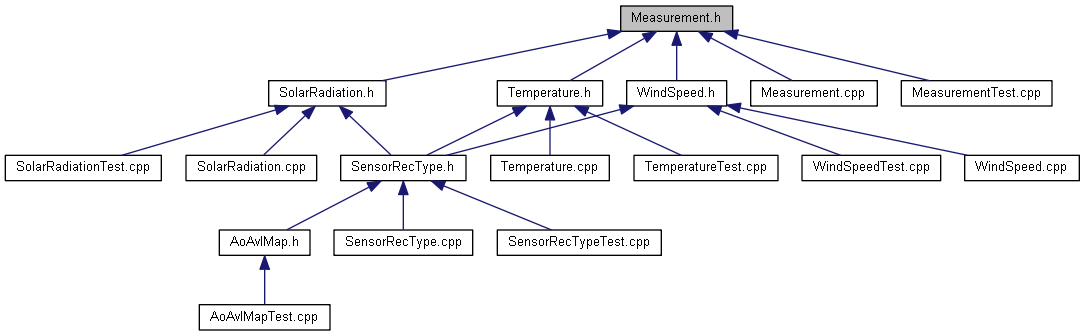 Measurement.h
SolarRadiation.h
Temperature.h
WindSpeed.h
Measurement.cpp
MeasurementTest.cpp
SolarRadiationTest.cpp
SolarRadiation.cpp
SensorRecType.h
Temperature.cpp
TemperatureTest.cpp
WindSpeedTest.cpp
WindSpeed.cpp
AoAvlMap.h
SensorRecType.cpp
SensorRecTypeTest.cpp
AoAvlMapTest.cpp